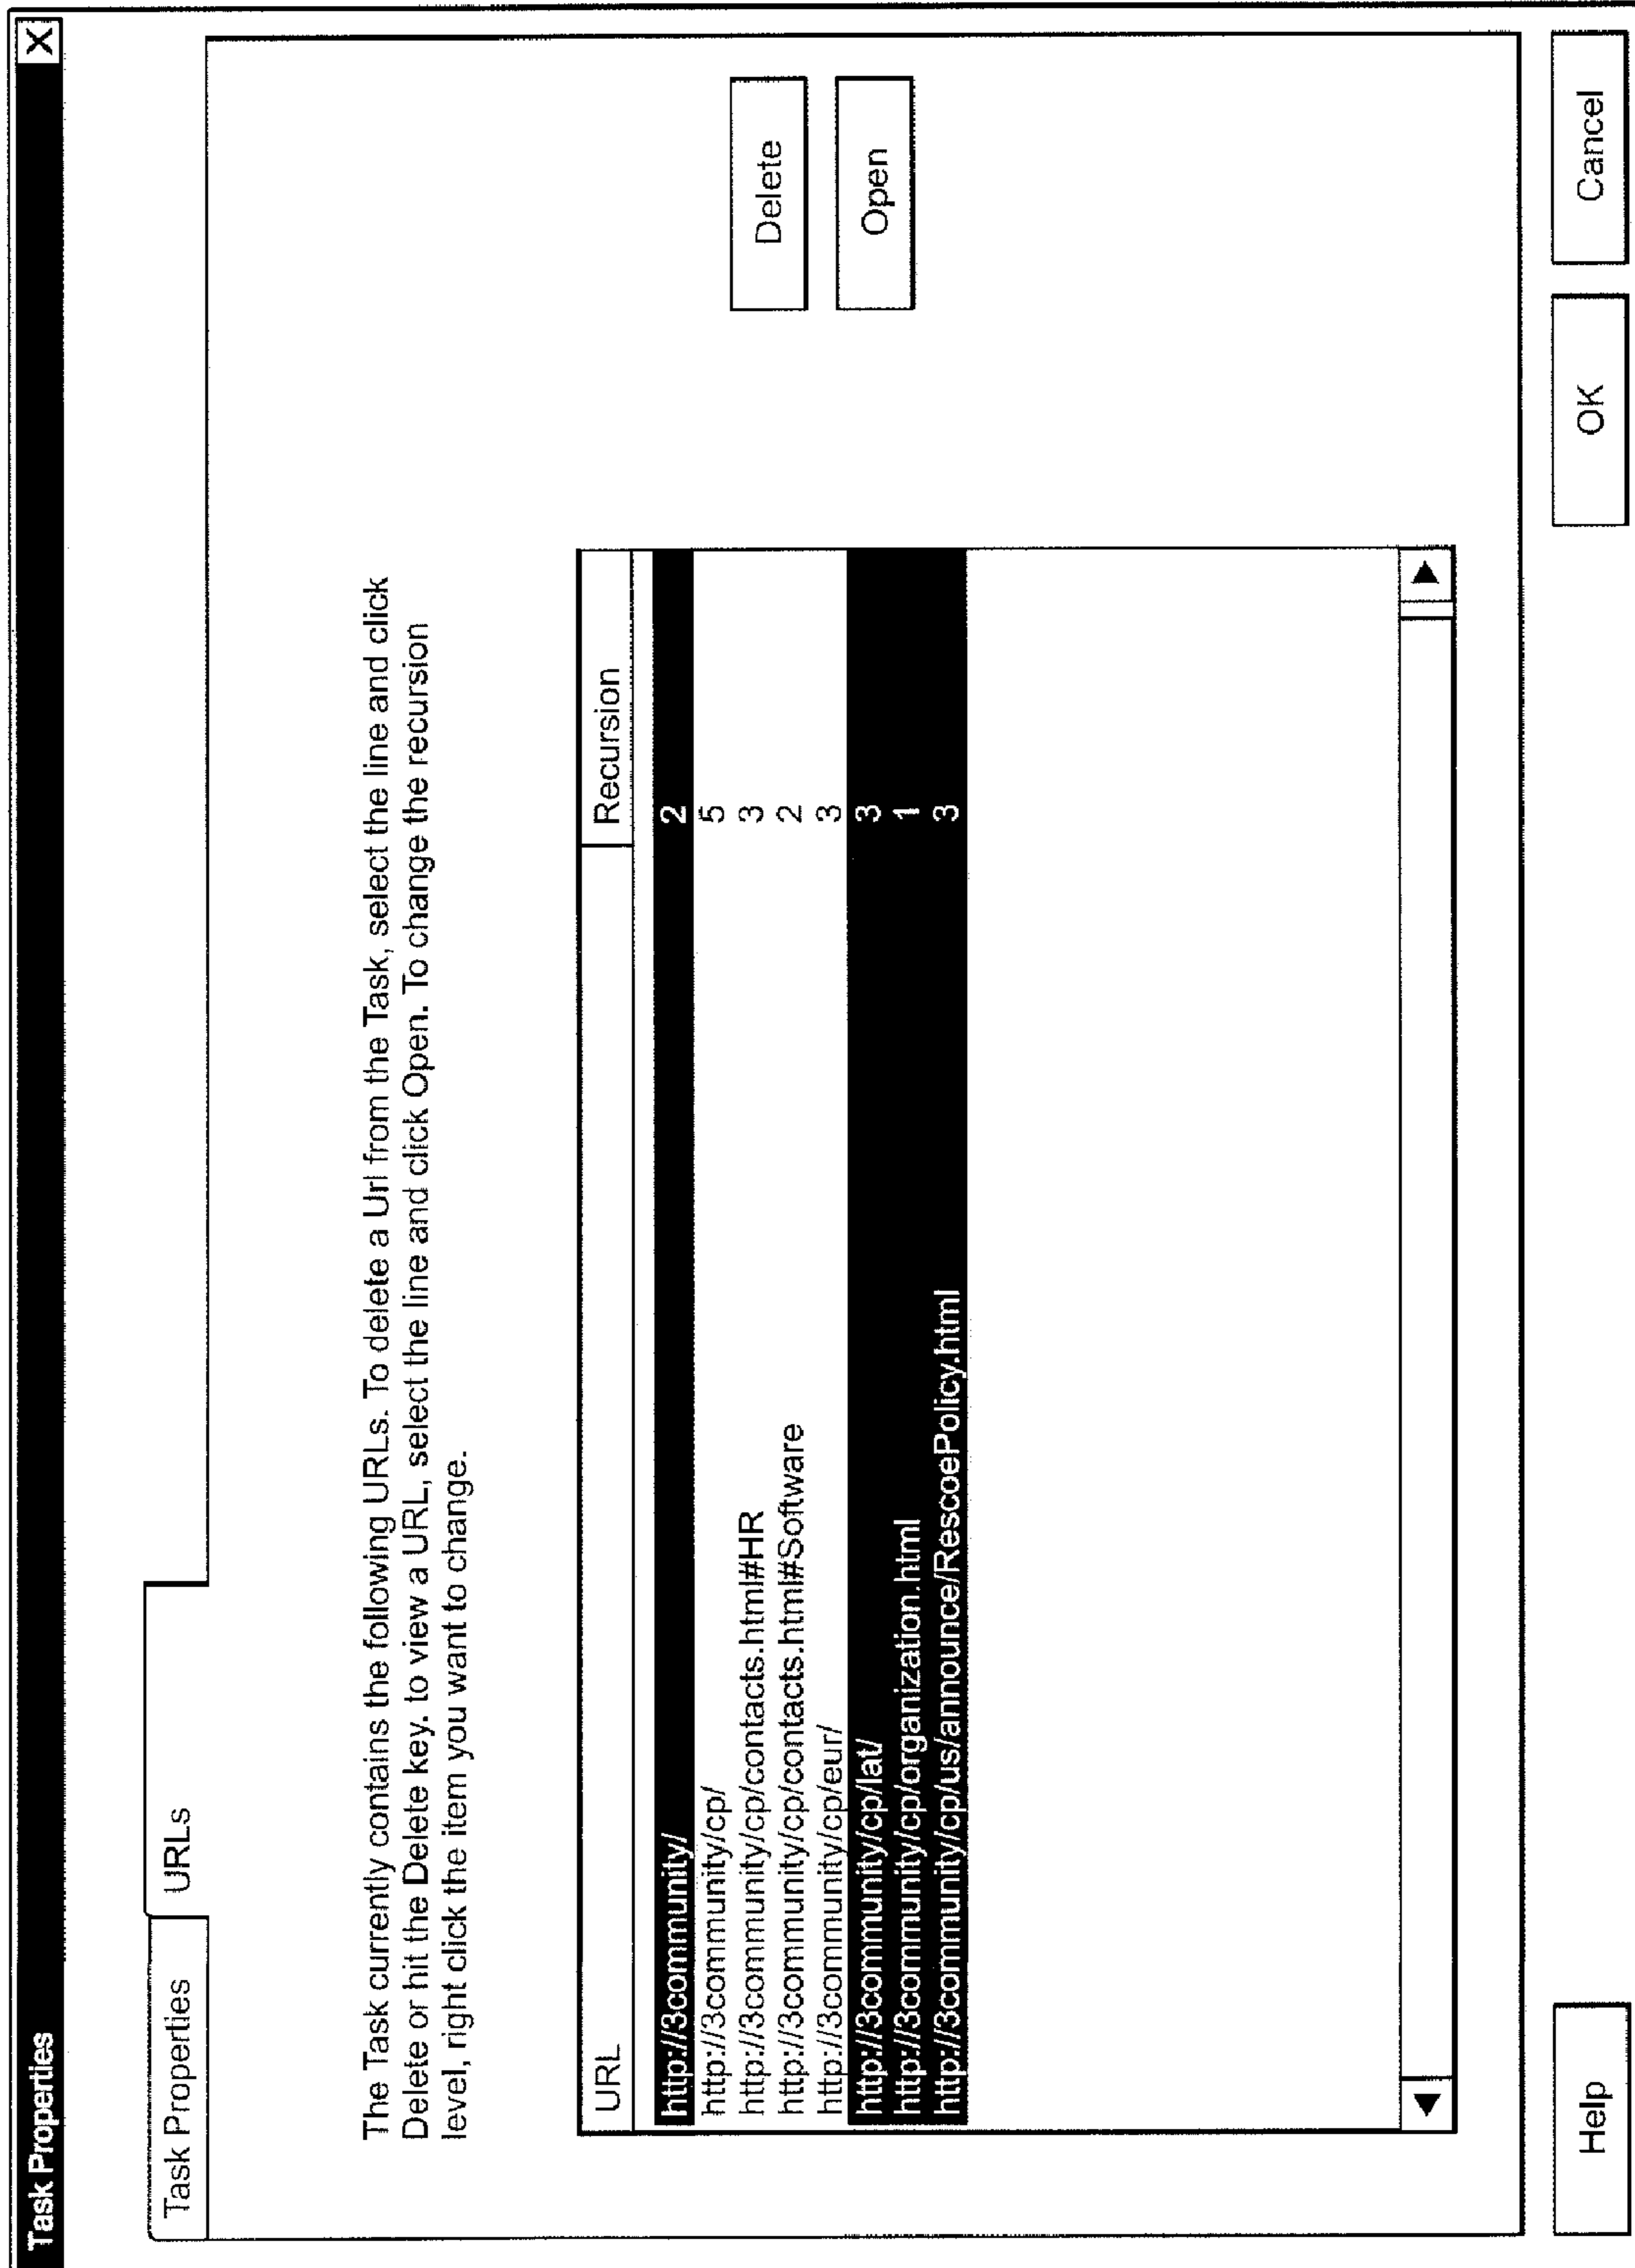 Task Properties X
Task Properties URLs
The Task currently contains the following URLs. To delete a Url from the Task, select the line and click
Delete or hit the Delete key. to view a URL, select the line and click Open. To change the recursion
level, right click the item you want to change.
URL Recursion
http://3community/ 2
http://3community/cp/ 5
http://3community/cp/contacts.html#HR 3
http://3community/cp/contacts.html#Software 2
http://3community/cp/eur/ 3
http://3community/cp/lat/ 3
http://3community/cp/organization.html 1
http://3community/cp/us/announce/RescoePolicy.html 3
Delete
Open
Help OK Cancel